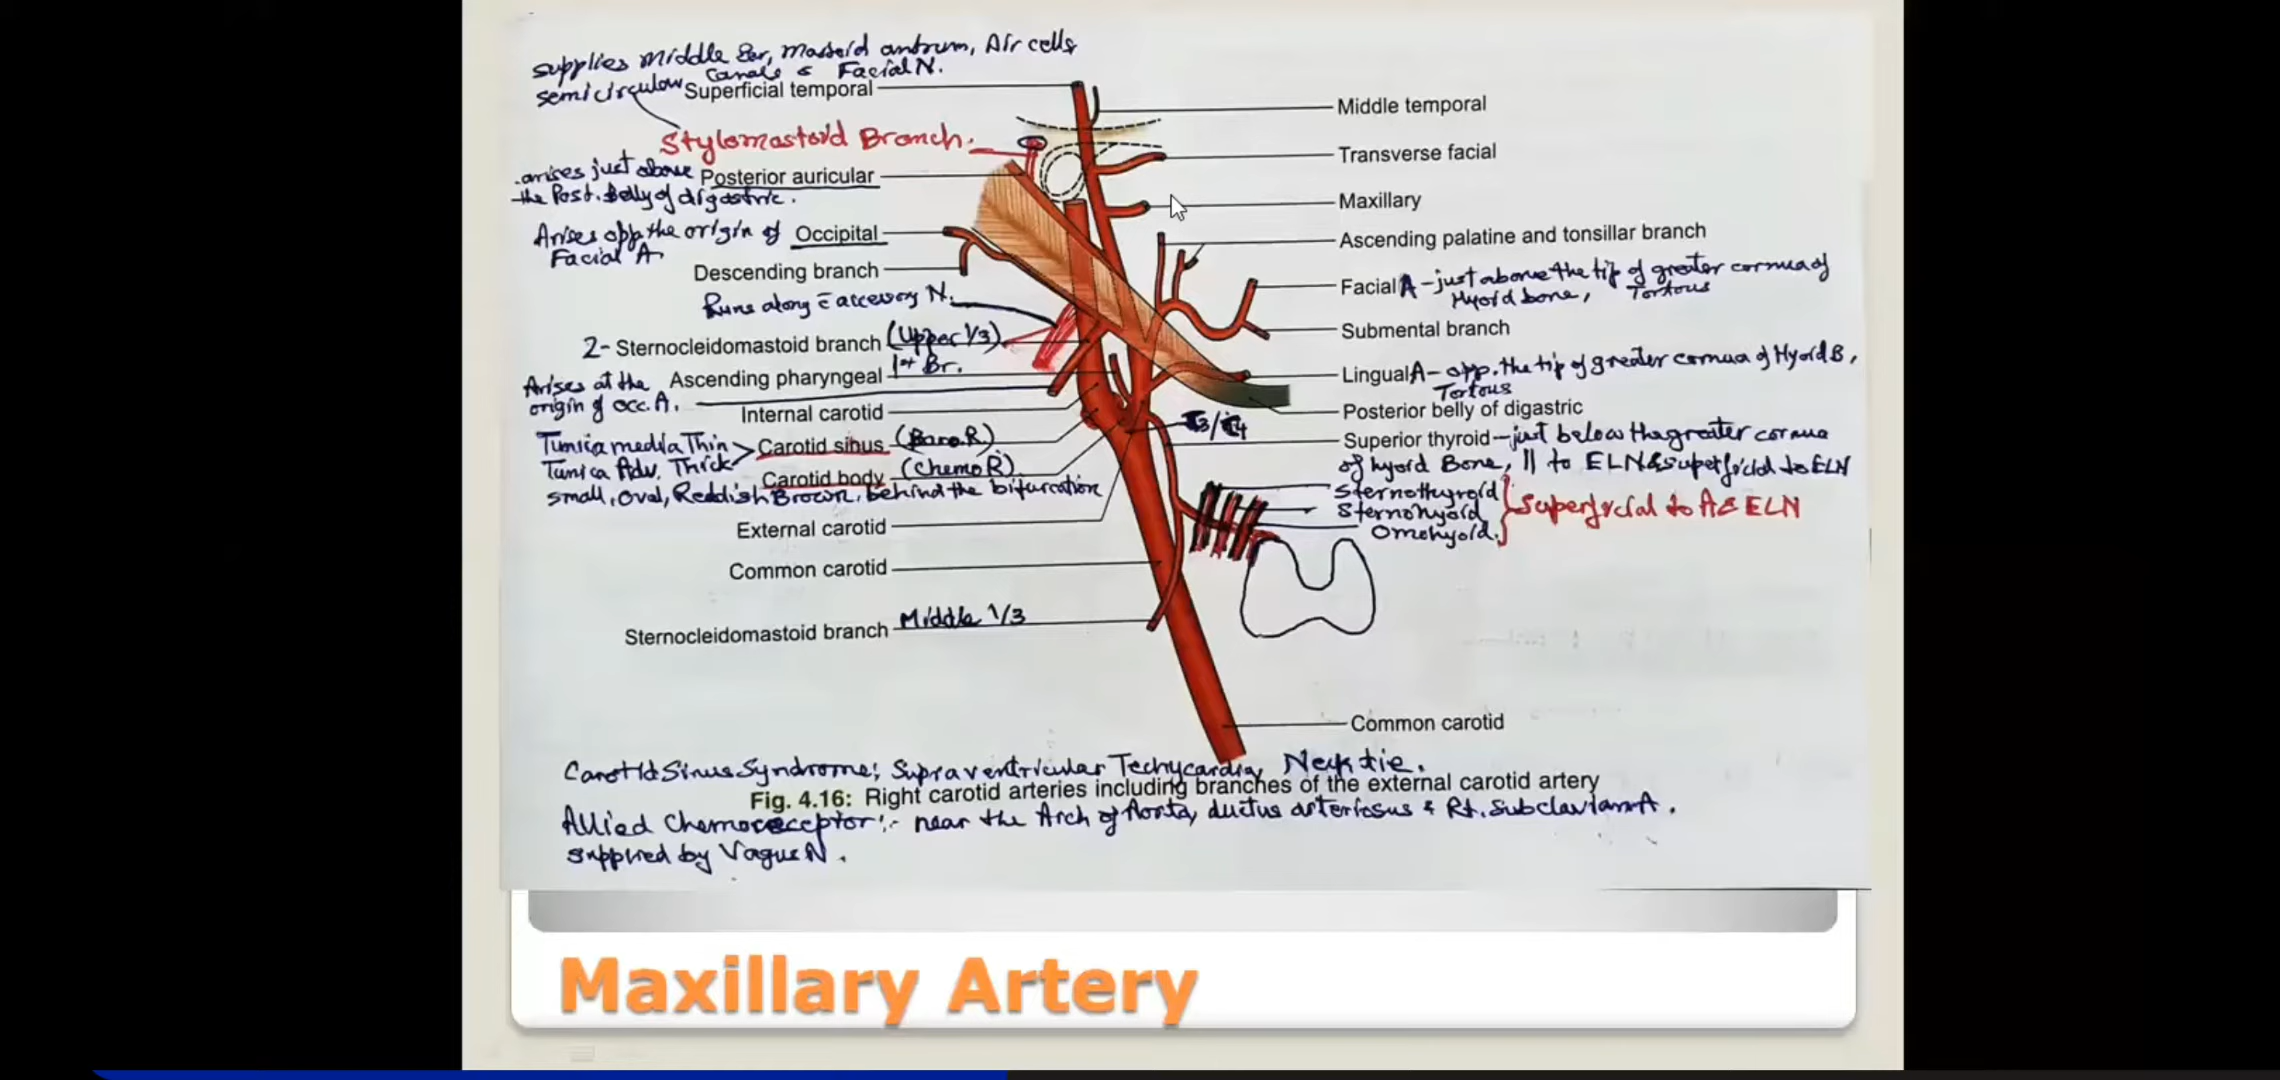 supplies Middle Ear, Mastoid antrum, Air cells
semicircular canals & Facial N.
Superficial temporal
Stylomastoid Branch.
arises just above
the Post. Belly of digastric.
Posterior auricular
Arises opp the origin of
Facial A
Occipital
Descending branch
Runs along c̄ accessory N.
2- Sternocleidomastoid branch (Upper 1/3)
1st Br.
Arises at the
origin of Occ. A.
Ascending pharyngeal
Internal carotid
Tunica media Thin
Tunica Adv. Thick
Carotid sinus (Baro.R)
Carotid body (Chemo R)
small, oval, Reddish Brown, behind the bifurcation
External carotid
Common carotid
Sternocleidomastoid branch Middle 1/3
Middle temporal
Transverse facial
Maxillary
Ascending palatine and tonsillar branch
Facial A - just above the tip of greater cornua of
Hyoid bone, Tortous
Submental branch
Lingual A - opp. the tip of greater cornua of Hyoid B,
Tortous
Posterior belly of digastric
Superior thyroid - just below the greater cornua
of hyoid Bone, || to ELN & superficial to ELN
Sternothyroid
Sternohyoid
Omohyoid.
Superficial to A & ELN
Common carotid
Carotid Sinus Syndrome; Supraventricular Techycardia, Neck tie.
Fig. 4.16: Right carotid arteries including branches of the external carotid artery
Allied Chemoreceptor:- near the Arch of Aorta, ductus arteriosus & Rt. Subclavian A.
supplied by Vagus N.
Maxillary Artery